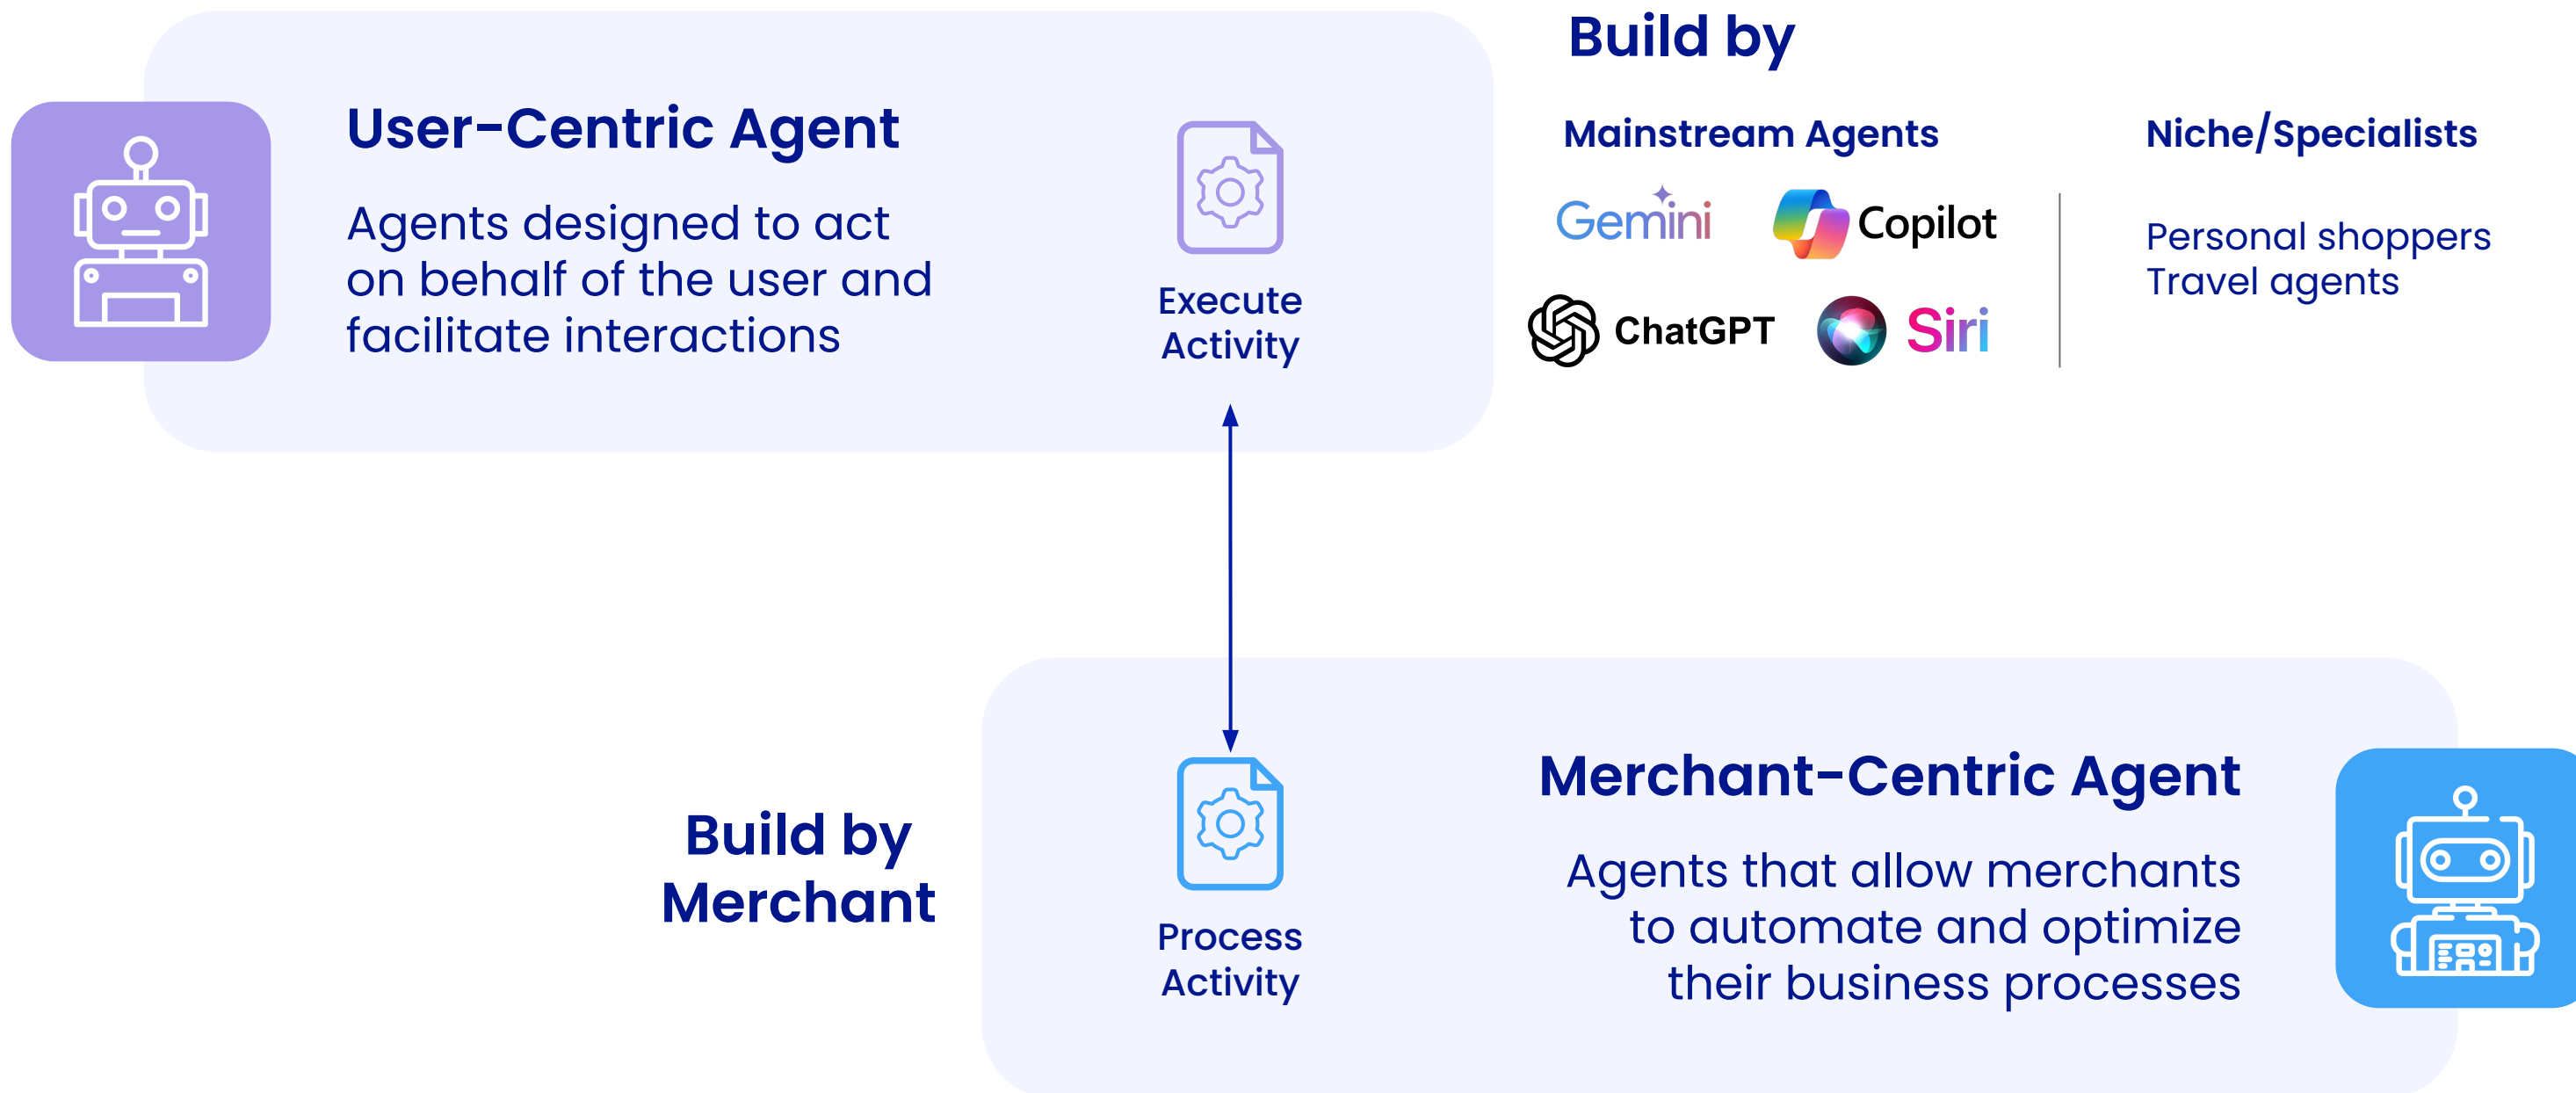 Build by
User-Centric Agent
Agents designed to act
on behalf of the user and
facilitate interactions
Execute
Activity
Mainstream Agents
Gemini
Copilot
ChatGPT
Siri
Niche/Specialists
Personal shoppers
Travel agents
Build by
Merchant
Process
Activity
Merchant-Centric Agent
Agents that allow merchants
to automate and optimize
their business processes